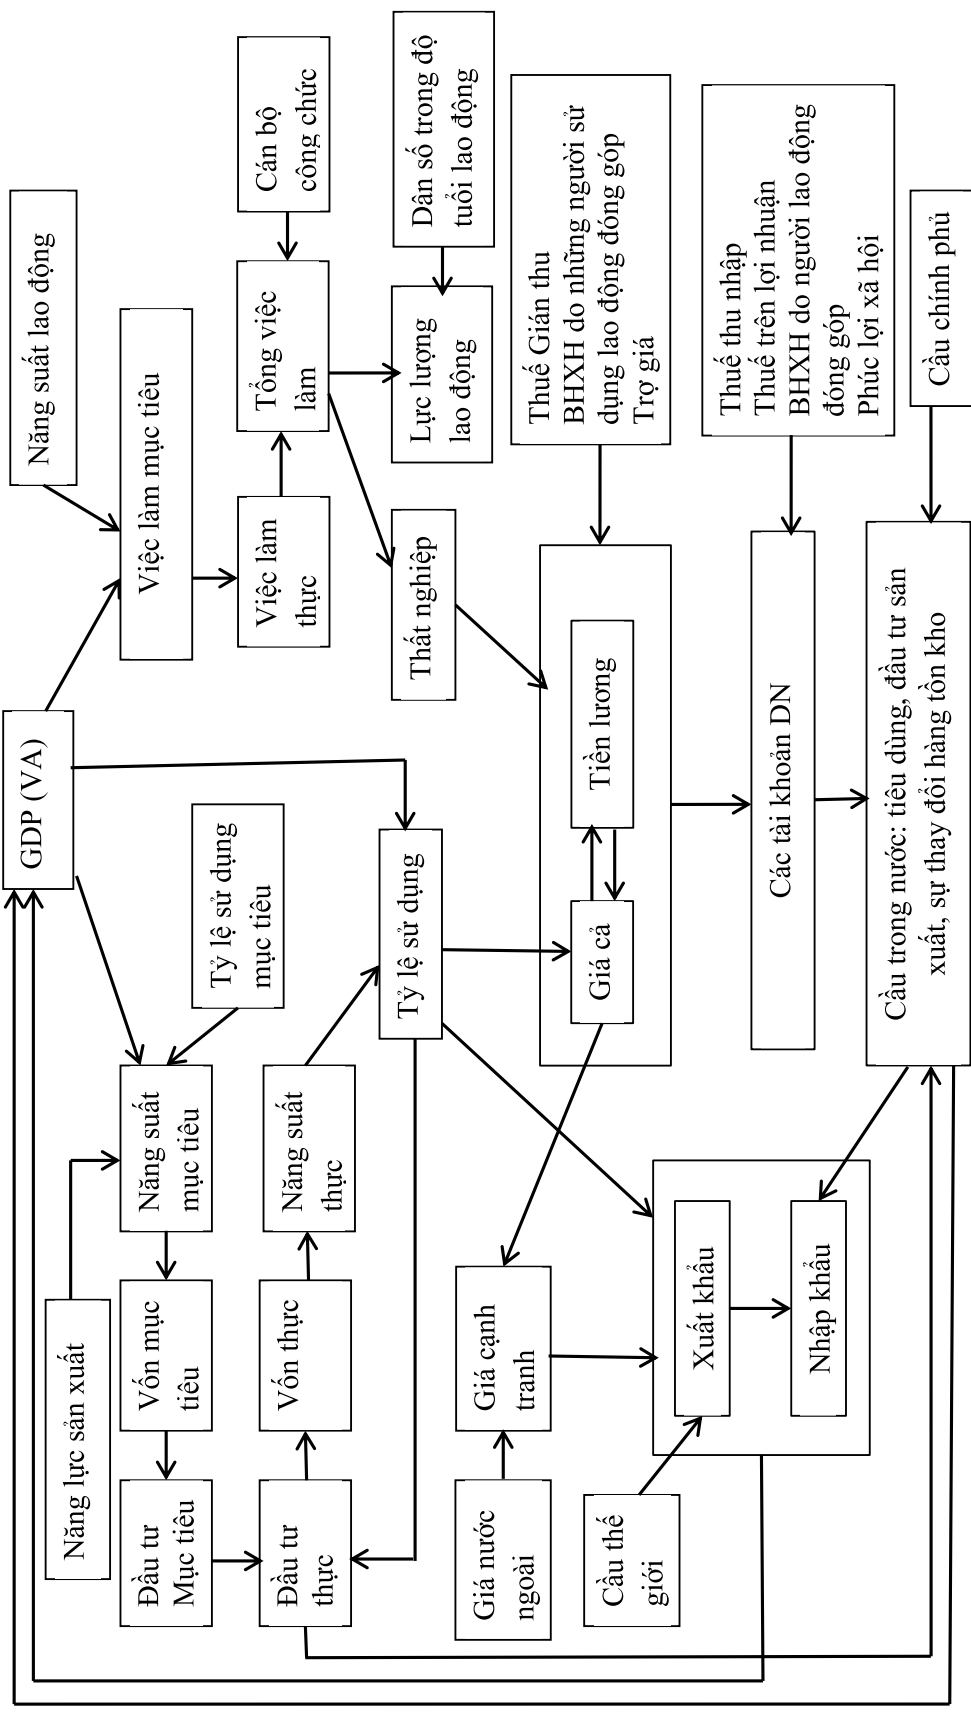 Năng lực sản xuất
GDP (VA)
Năng suất lao động
Đầu tư
Mục tiêu
Vốn mục
tiêu
Năng suất
mục tiêu
Tỷ lệ sử dụng
mục tiêu
Việc làm mục tiêu
Đầu tư
thực
Vốn thực
Năng suất
thực
Việc làm
thực
Tổng việc
làm
Cán bộ
công chức
Tỷ lệ sử dụng
Thất nghiệp
Lực lượng
lao động
Dân số trong độ
tuổi lao động
Giá nước
ngoài
Giá cạnh
tranh
Giá cả
Tiền lương
Thuế Gián thu
BHXH do những người sử
dụng lao động đóng góp
Trợ giá
Cầu thế
giới
Xuất khẩu
Nhập khẩu
Các tài khoản DN
Thuế thu nhập
Thuế trên lợi nhuận
BHXH do người lao động
đóng góp
Phúc lợi xã hội
Cầu trong nước: tiêu dùng, đầu tư sản
xuất, sự thay đổi hàng tồn kho
Cầu chính phủ